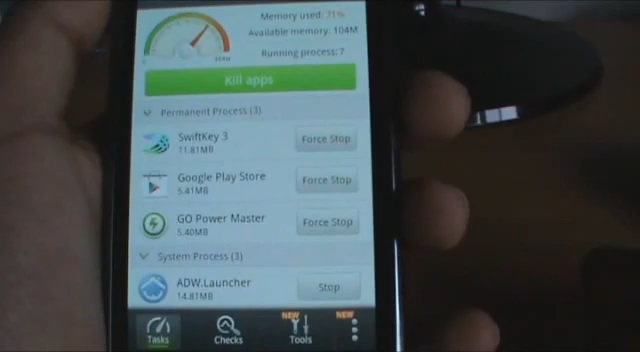 Memory used: 71%
Available memory: 104M
Running process: 7
Kill apps
Permanent Process (3)
SwiftKey 3
11.81MB
Force Stop
Google Play Store
5.41MB
Force Stop
GO Power Master
5.40MB
Force Stop
System Process (3)
ADW.Launcher
14.81MB
Stop
NEW
NEW
Tasks
Checks
Tools